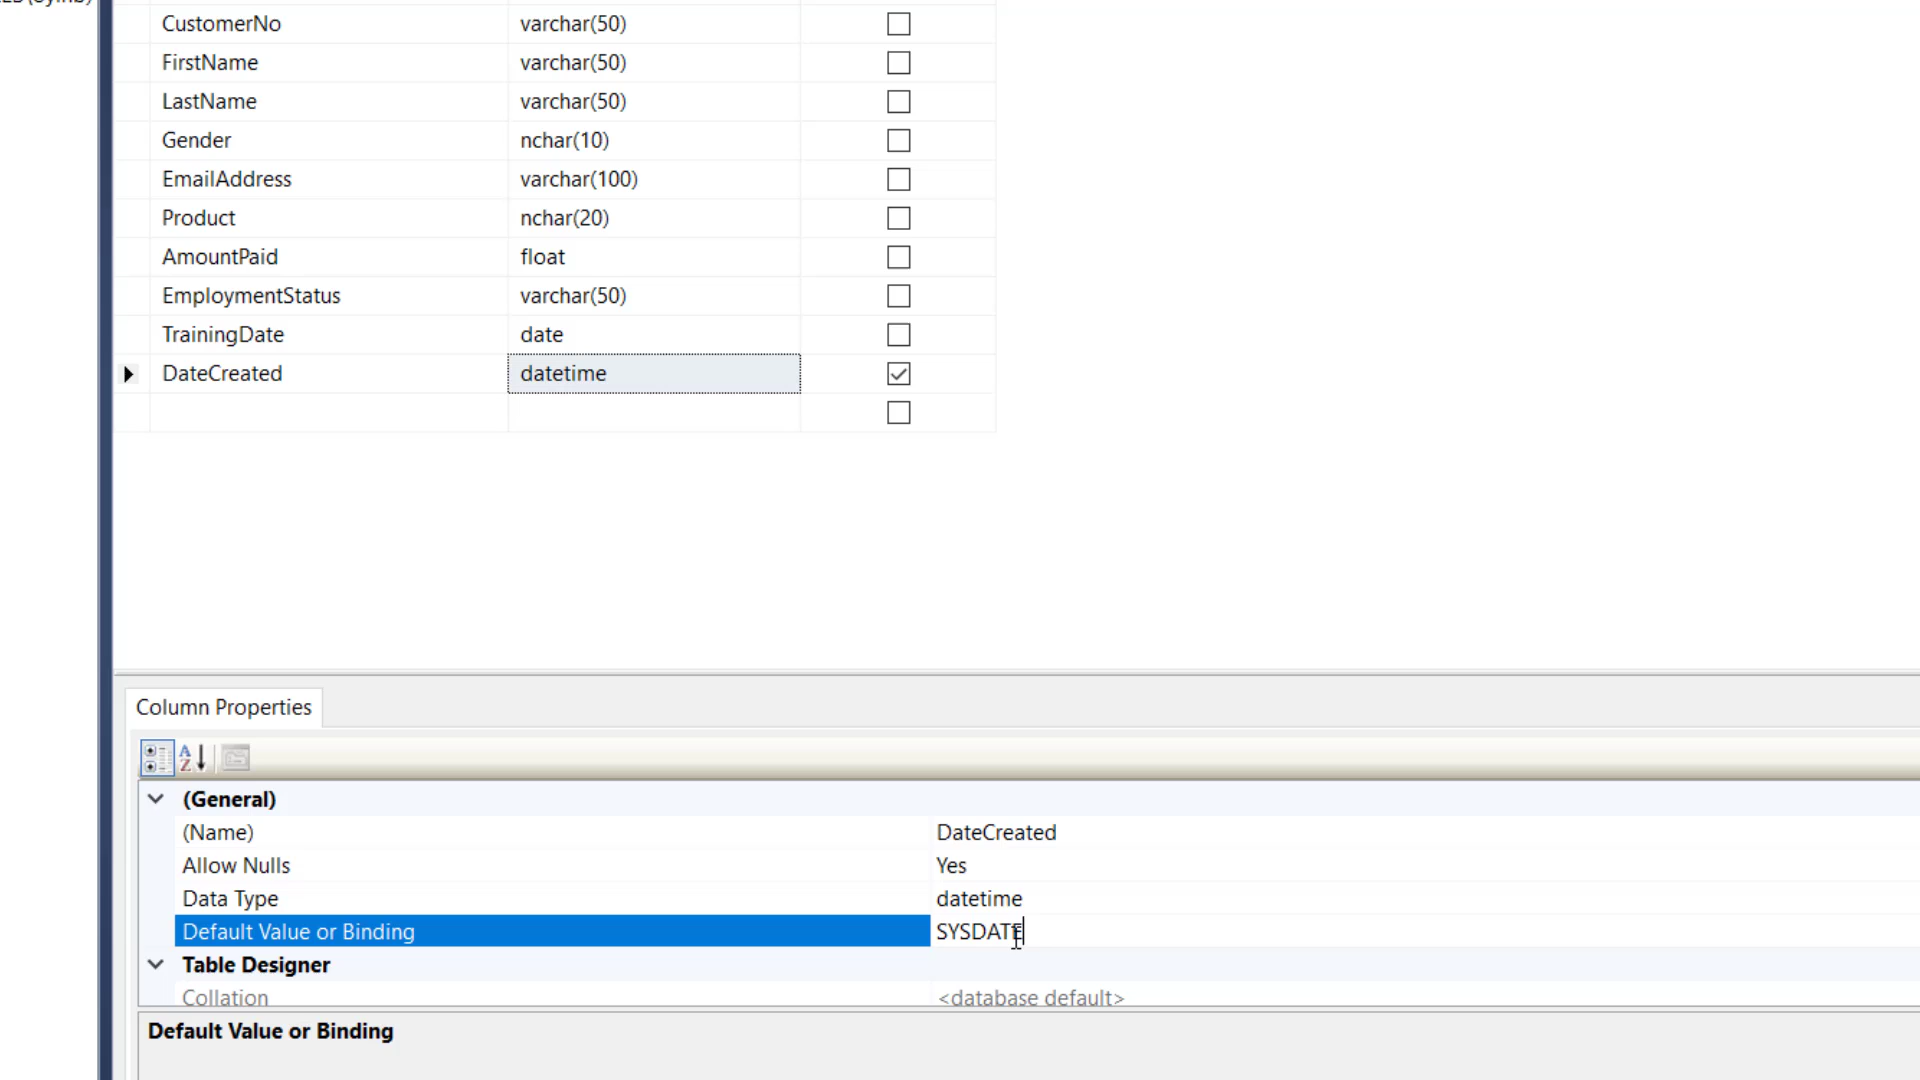 CustomerNo varchar(50)
FirstName varchar(50)
LastName varchar(50)
Gender nchar(10)
EmailAddress varchar(100)
Product nchar(20)
AmountPaid float
EmploymentStatus varchar(50)
TrainingDate date
DateCreated datetime
Column Properties
(General)
(Name) DateCreated
Allow Nulls Yes
Data Type datetime
Default Value or Binding SYSDATE
Table Designer
Collation <database default>
Default Value or Binding